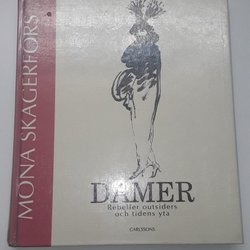 MONA SKAGERFORS
DAMER
Rebeller outsiders
och tidens yta
CARLSSONS